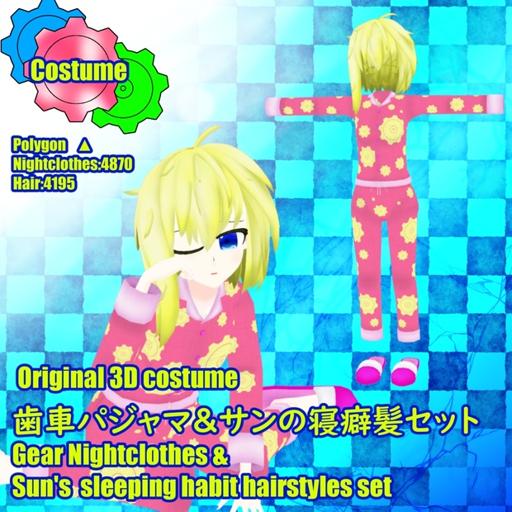 Costume
Polygon ▲
Nightclothes:4870
Hair:4195
Original 3D costume
歯車パジャマ&サンの寝癖髪セット
Gear Nightclothes &
Sun's sleeping habit hairstyles set